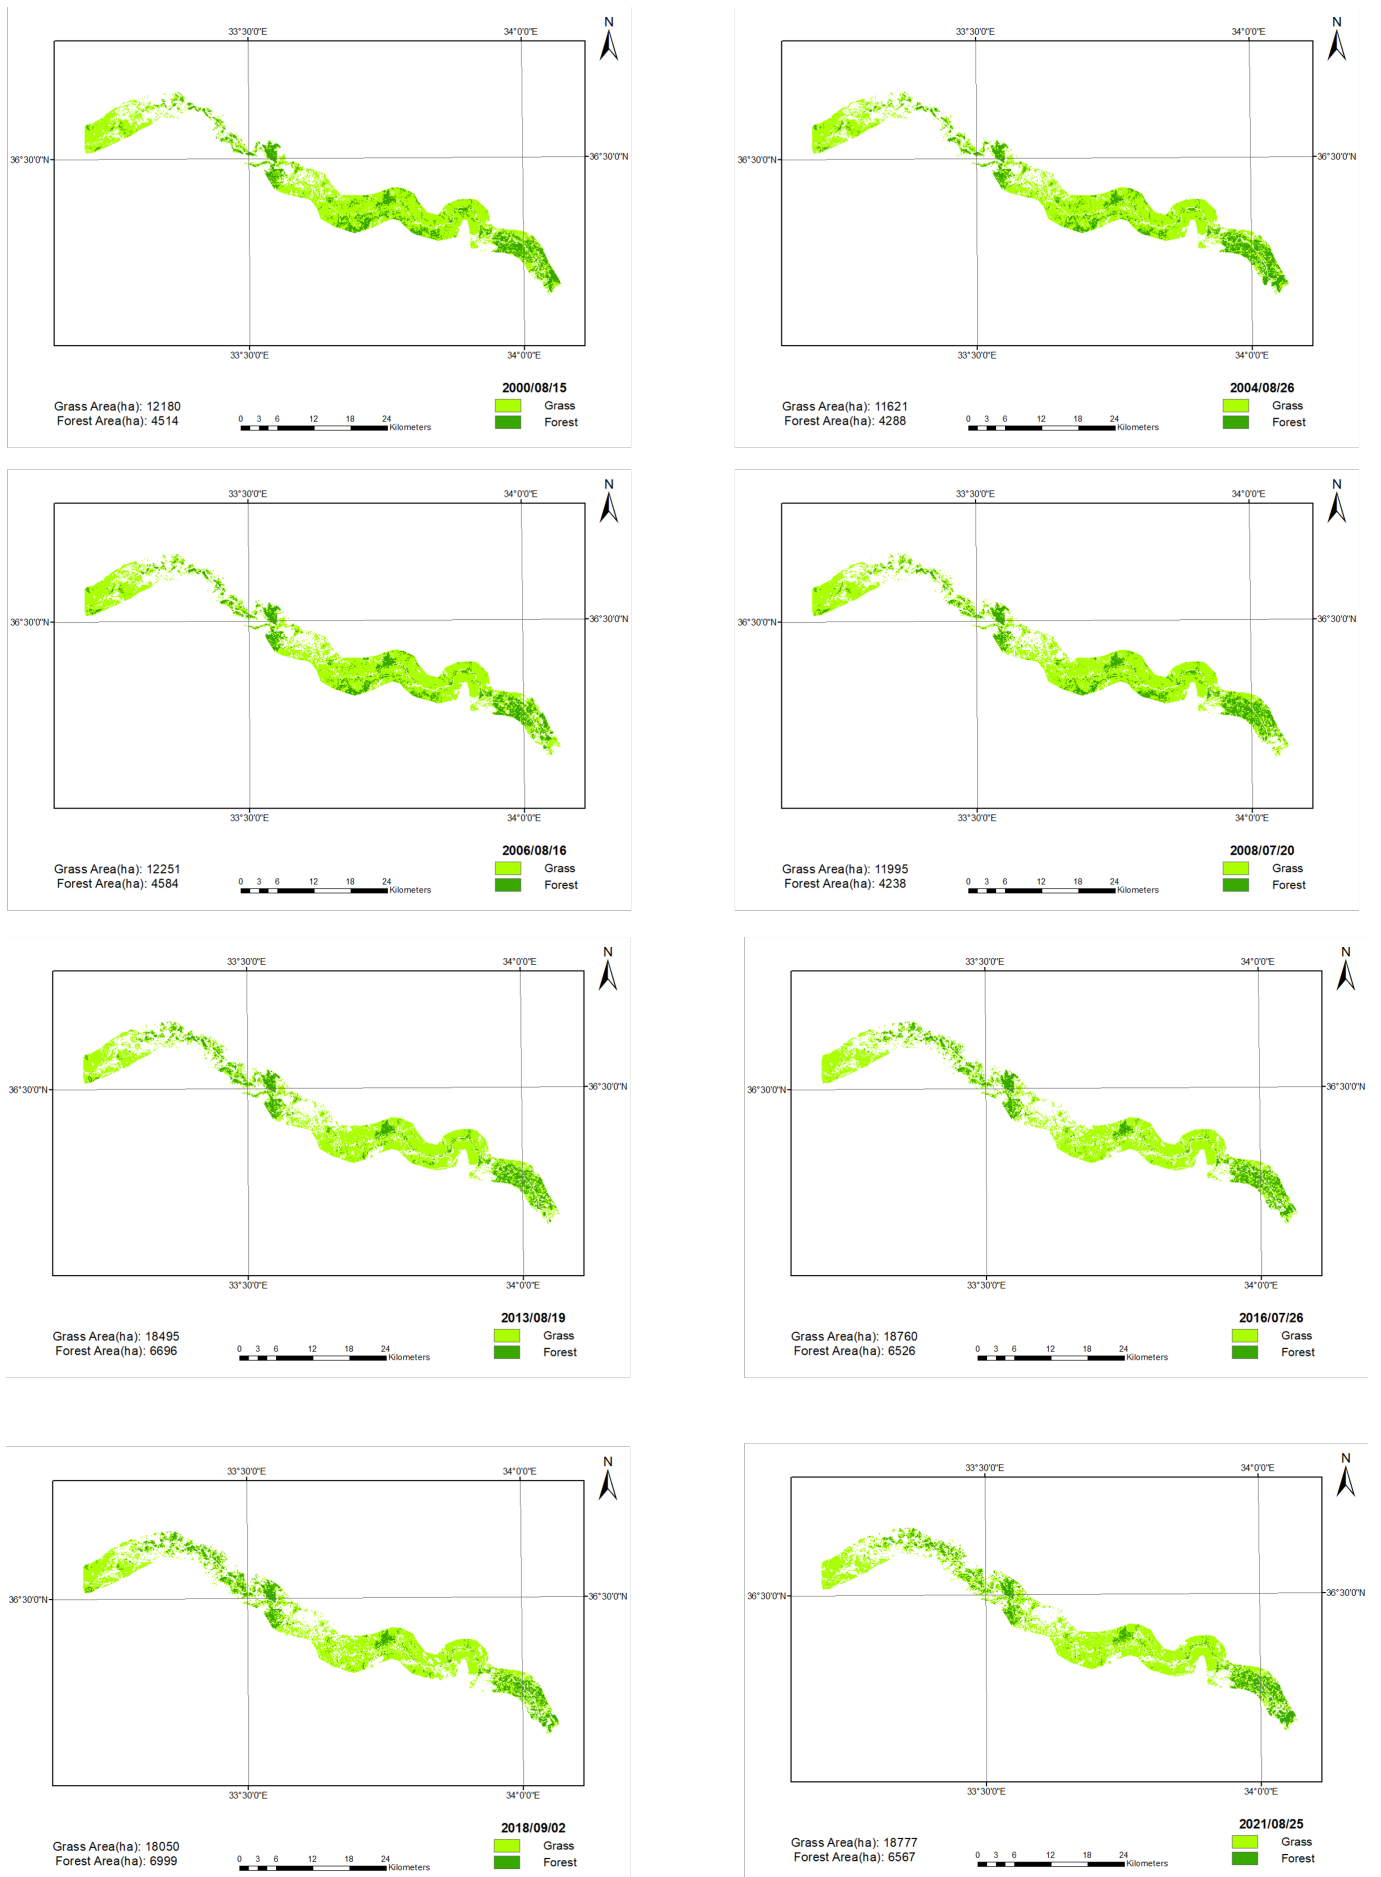 N
33°30'0"E 34°0'0"E
36°30'0"N 36°30'0"N
33°30'0"E 34°0'0"E
2000/08/15
Grass Area(ha): 12180 Grass
Forest Area(ha): 4514 Forest
0 3 6 12 18 24
Kilometers
N
33°30'0"E 34°0'0"E
36°30'0"N 36°30'0"N
33°30'0"E 34°0'0"E
2004/08/26
Grass Area(ha): 11621 Grass
Forest Area(ha): 4288 Forest
0 3 6 12 18 24
Kilometers
N
33°30'0"E 34°0'0"E
36°30'0"N 36°30'0"N
33°30'0"E 34°0'0"E
2006/08/16
Grass Area(ha): 12251 Grass
Forest Area(ha): 4584 Forest
0 3 6 12 18 24
Kilometers
N
33°30'0"E 34°0'0"E
36°30'0"N 36°30'0"N
33°30'0"E 34°0'0"E
2008/07/20
Grass Area(ha): 11995 Grass
Forest Area(ha): 4238 Forest
0 3 6 12 18 24
Kilometers
N
33°30'0"E 34°0'0"E
36°30'0"N 36°30'0"N
33°30'0"E 34°0'0"E
2013/08/19
Grass Area(ha): 18495 Grass
Forest Area(ha): 6696 Forest
0 3 6 12 18 24
Kilometers
N
33°30'0"E 34°0'0"E
36°30'0"N 36°30'0"N
33°30'0"E 34°0'0"E
2016/07/26
Grass Area(ha): 18760 Grass
Forest Area(ha): 6526 Forest
0 3 6 12 18 24
Kilometers
N
33°30'0"E 34°0'0"E
36°30'0"N 36°30'0"N
33°30'0"E 34°0'0"E
2018/09/02
Grass Area(ha): 18050 Grass
Forest Area(ha): 6999 Forest
0 3 6 12 18 24
Kilometers
N
33°30'0"E 34°0'0"E
36°30'0"N 36°30'0"N
33°30'0"E 34°0'0"E
2021/08/25
Grass Area(ha): 18777 Grass
Forest Area(ha): 6567 Forest
0 3 6 12 18 24
Kilometers